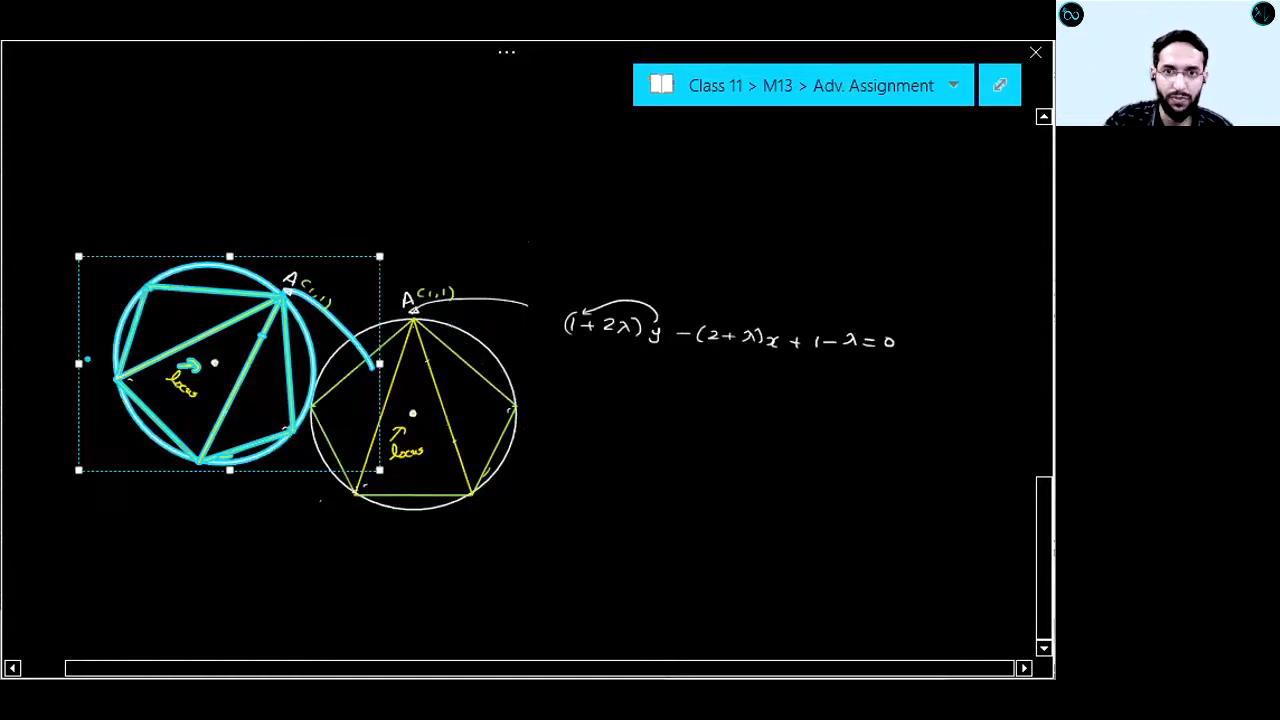 Class 11 > M13 > Adv. Assignment
A (1,1)
A (1,1)
(1+2λ)y - (2+λ)x + 1-λ = 0
locus
locus